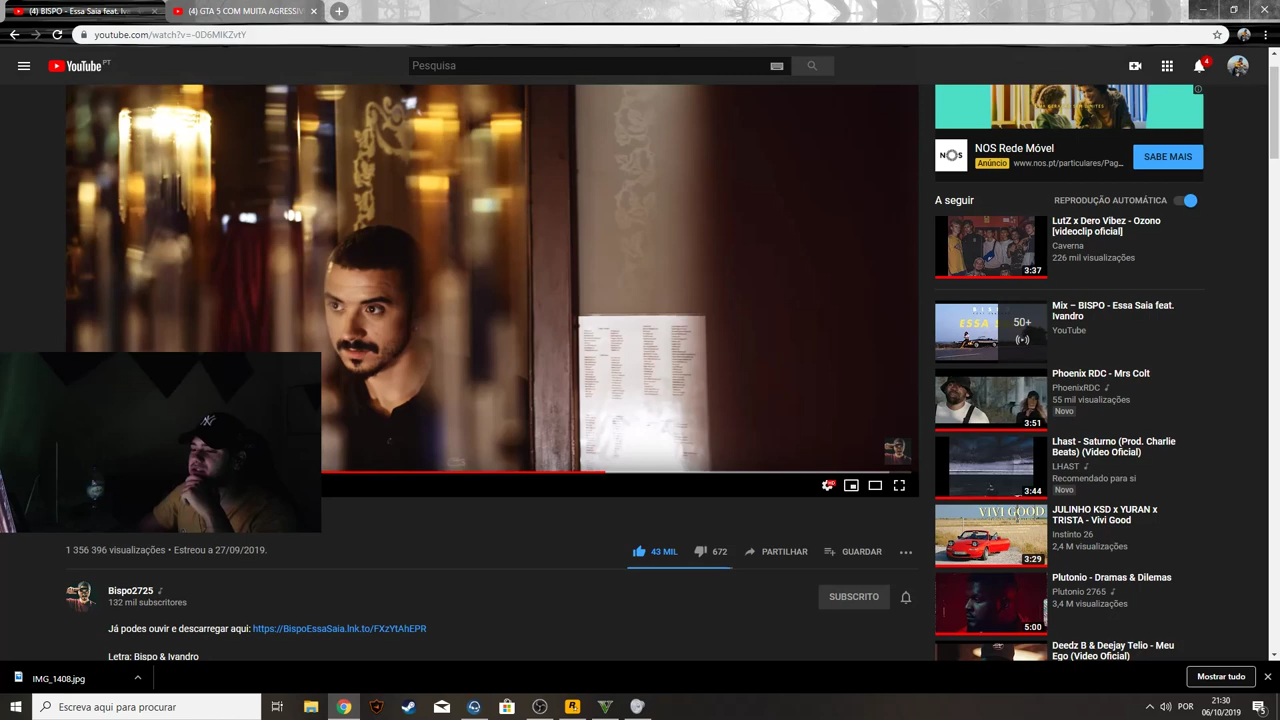 (4) BISPO - Essa Saia feat. Iv
(4) GTA 5 COM MUITA AGRESSIV
youtube.com/watch?v=-0D6MIKZvtY
YouTube PT
Pesquisa
4
NOS
NOS Rede Móvel
Anúncio www.nos.pt/particulares/Pag...
SABE MAIS
A seguir
REPRODUÇÃO AUTOMÁTICA
LutZ x Dero Vibez - Ozono
[videoclip oficial]
Caverna
226 mil visualizações
3:37
Mix – BISPO - Essa Saia feat.
Ivandro
YouTube
50+
ESSA S
Phoenix RDC - Mrs Colt
PhoenixRDC
55 mil visualizações
Novo
3:51
Lhast - Saturno (Prod. Charlie
Beats) (Video Oficial)
LHAST
Recomendado para si
Novo
3:44
JULINHO KSD x YURAN x
TRISTA - Vivi Good
Instinto 26
2,4 M visualizações
VIVI GOOD
3:29
Plutonio - Dramas & Dilemas
Plutonio 2765
3,4 M visualizações
5:00
Deedz B & Deejay Telio - Meu
Ego (Video Oficial)
HD
1 356 396 visualizações • Estreou a 27/09/2019.
43 MIL
672
PARTILHAR
GUARDAR
Bispo2725
132 mil subscritores
SUBSCRITO
Já podes ouvir e descarregar aqui: https://BispoEssaSaia.lnk.to/FXzYtAhEPR
Letra: Bispo & Ivandro
IMG_1408.jpg
Mostrar tudo
Escreva aqui para procurar
POR
21:30
06/10/2019
5